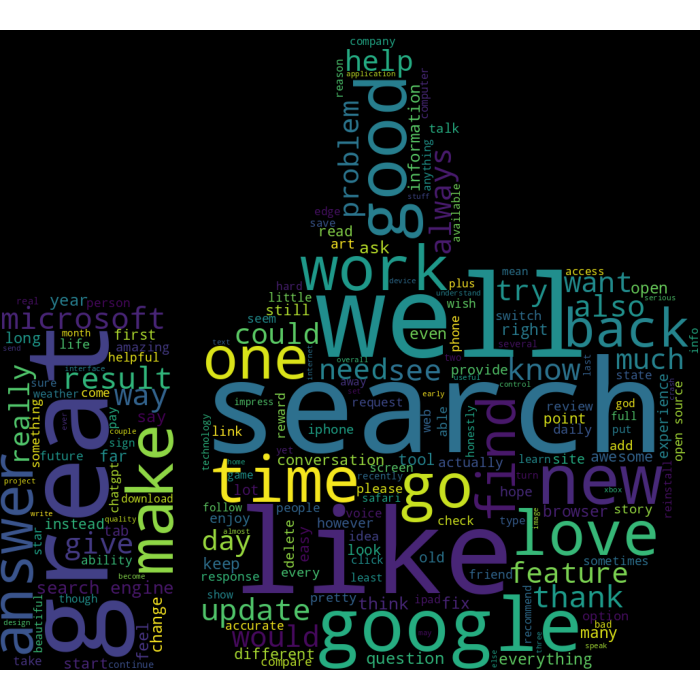 company
help
application
reason
computer
good
problem
information
talk
anything
always
available
stuff
edge
save
read
art
ask
work
well
device
understand
mean
plus
access
serious
try
want
open
hard
little
still
wish
switch
right
also
back
info
real
person
year
microsoft
month
long
life
first
amazing
send
interface
helpful
great
result
sure
weather
come
way
really
something
ever
couple
pay
say
sign
future
far
answer
project
chatgpt
download
write
quality
make
star
instead
tab
give
ability
search engine
become
beautiful
though
design
change
feel
take
start
continue
seem
could
even
phone
several
much
text
internet
overall
two
last
one
needsee
provide
know
useful
control
state
away
very
early
search
impress
reward
request
web
able
iphone
link
honestly
review
daily
point
god
full
put
add
experience
open source
technology
yet
time
conversation
tool
actually
learn
site
awesome
home
game
screen
recently
go
find
turn
hope
new
xbox
reinstall
lot
safari
please
follow
people
voice
check
type
image
browser
story
enjoy
almost
however
idea
day
delete
easy
like
old
love
sometimes
keep
look
click
response
every
least
friend
feature
show
pretty
think
ipad
fix
recommend
thank
update
google
accurate
would
may
three
option
bad
many
different
compare
question
else
everything
speak